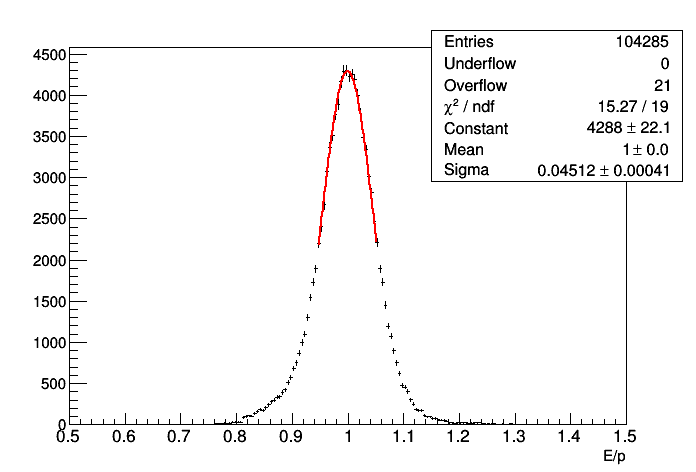 Entries 104285
Underflow 0
Overflow 21
χ² / ndf 15.27 / 19
Constant 4288 ± 22.1
Mean 1 ± 0.0
Sigma 0.04512 ± 0.00041
4500
4000
3500
3000
2500
2000
1500
1000
500
0
0.5 0.6 0.7 0.8 0.9 1 1.1 1.2 1.3 1.4 1.5
E/p